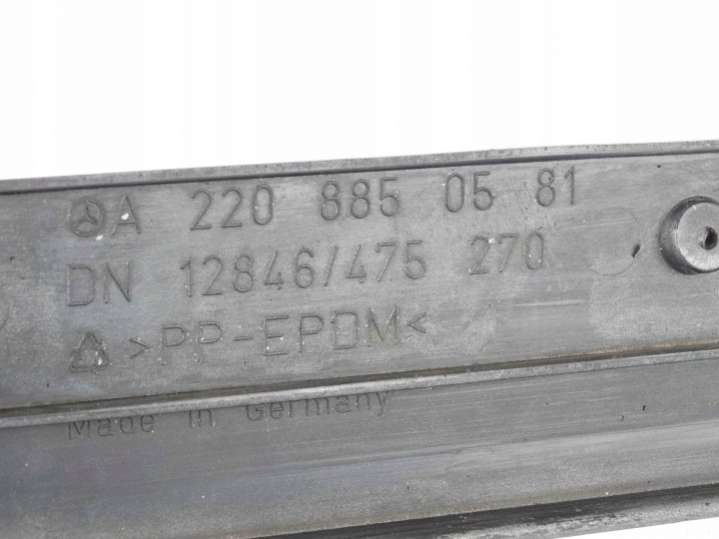 A 220 885 05 81
DN 12846/475 270
>PP-EPDM<
Made in Germany